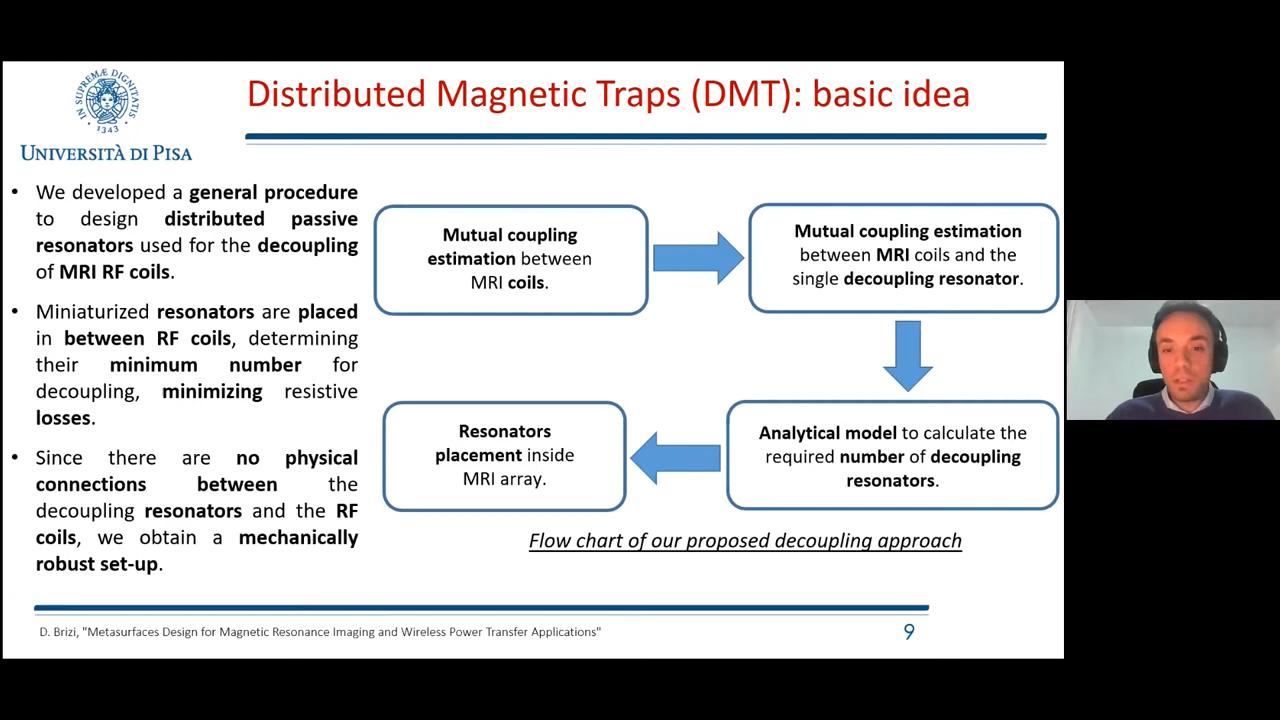 IN SUPREMÆ DIGNITATIS
1343
UNIVERSITÀ DI PISA
Distributed Magnetic Traps (DMT): basic idea
• We developed a general procedure
to design distributed passive
resonators used for the decoupling
of MRI RF coils.
• Miniaturized resonators are placed
in between RF coils, determining
their minimum number for
decoupling, minimizing resistive
losses.
• Since there are no physical
connections between the
decoupling resonators and the RF
coils, we obtain a mechanically
robust set-up.
Mutual coupling
estimation between
MRI coils.
Mutual coupling estimation
between MRI coils and the
single decoupling resonator.
Analytical model to calculate the
required number of decoupling
resonators.
Resonators
placement inside
MRI array.
Flow chart of our proposed decoupling approach
D. Brizi, "Metasurfaces Design for Magnetic Resonance Imaging and Wireless Power Transfer Applications"
9